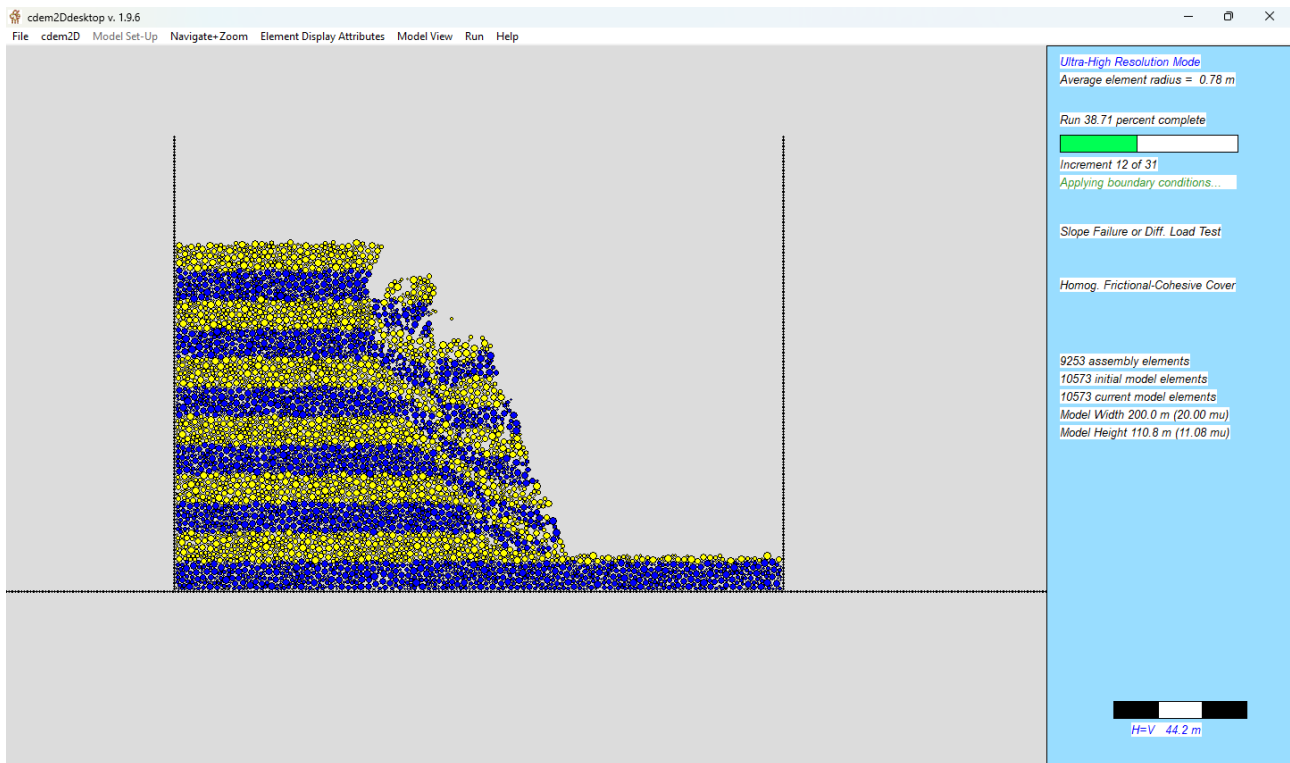 cdem2Ddesktop v. 1.9.6
File cdem2D Model Set-Up Navigate+Zoom Element Display Attributes Model View Run Help
Ultra-High Resolution Mode
Average element radius = 0.78 m
Run 38.71 percent complete
Increment 12 of 31
Applying boundary conditions...
Slope Failure or Diff. Load Test
Homog. Frictional-Cohesive Cover
9253 assembly elements
10573 initial model elements
10573 current model elements
Model Width 200.0 m (20.00 mu)
Model Height 110.8 m (11.08 mu)
H=V 44.2 m